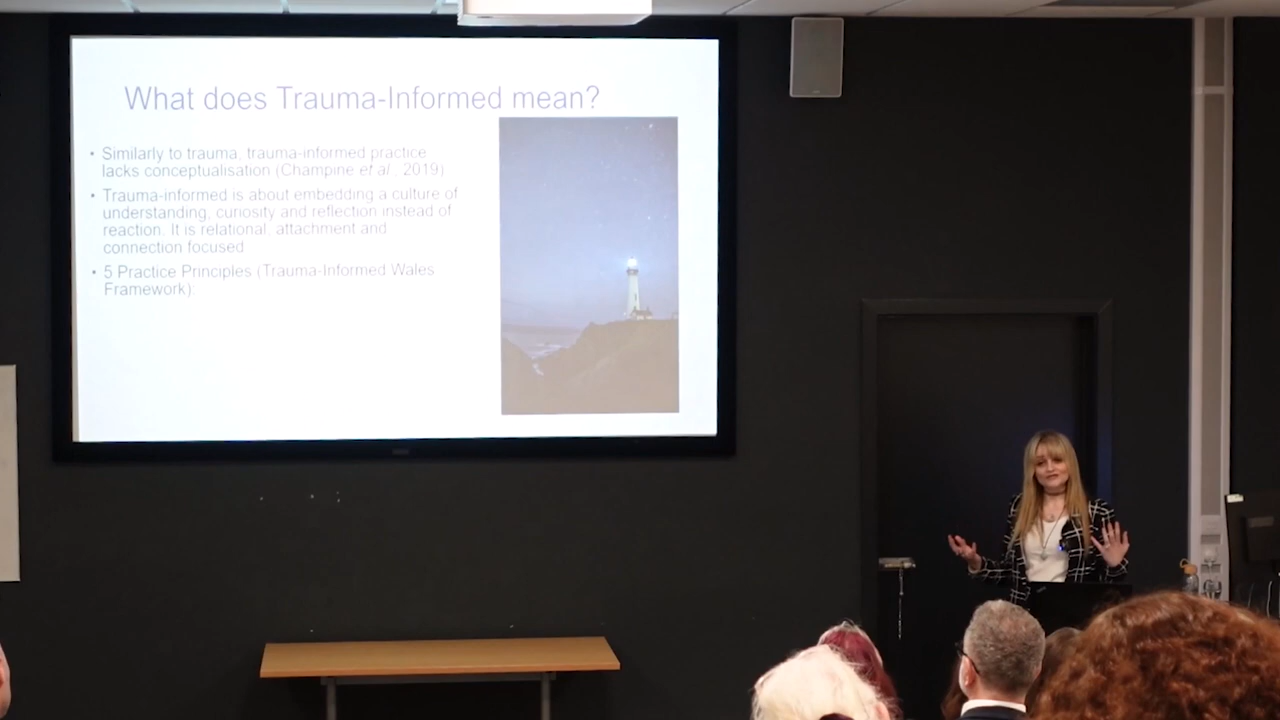 What does Trauma-Informed mean?
• Similarly to trauma, trauma-informed practice
lacks conceptualisation (Champine et al., 2019)
• Trauma-informed is about embedding a culture of
understanding, curiosity and reflection instead of
reaction. It is relational, attachment and
connection focused
• 5 Practice Principles (Trauma-Informed Wales
Framework):